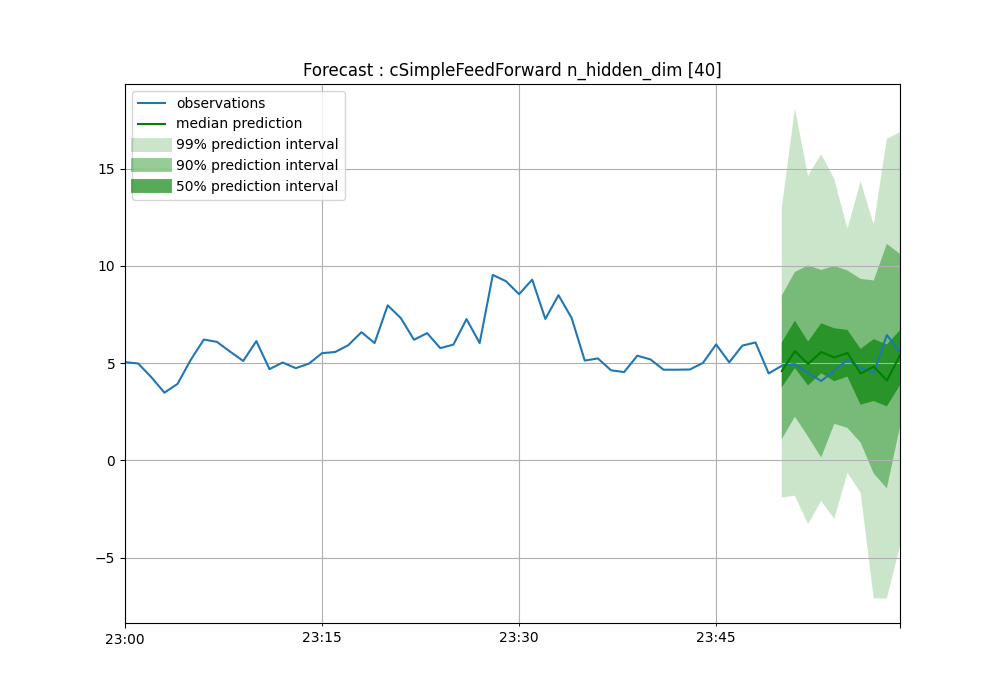 Forecast : cSimpleFeedForward n_hidden_dim [40]
observations
median prediction
99% prediction interval
90% prediction interval
50% prediction interval
15
10
5
0
−5
23:00
23:15
23:30
23:45